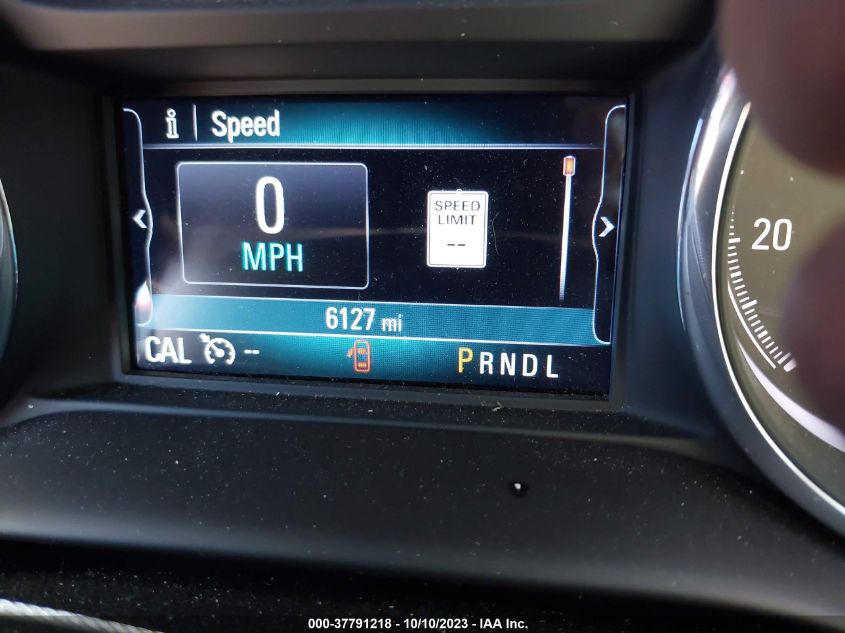 i Speed
0
MPH
SPEED
LIMIT
--
20
6127 mi
CAL -- PRNDL
000-37791218 - 10/10/2023 - IAA Inc.